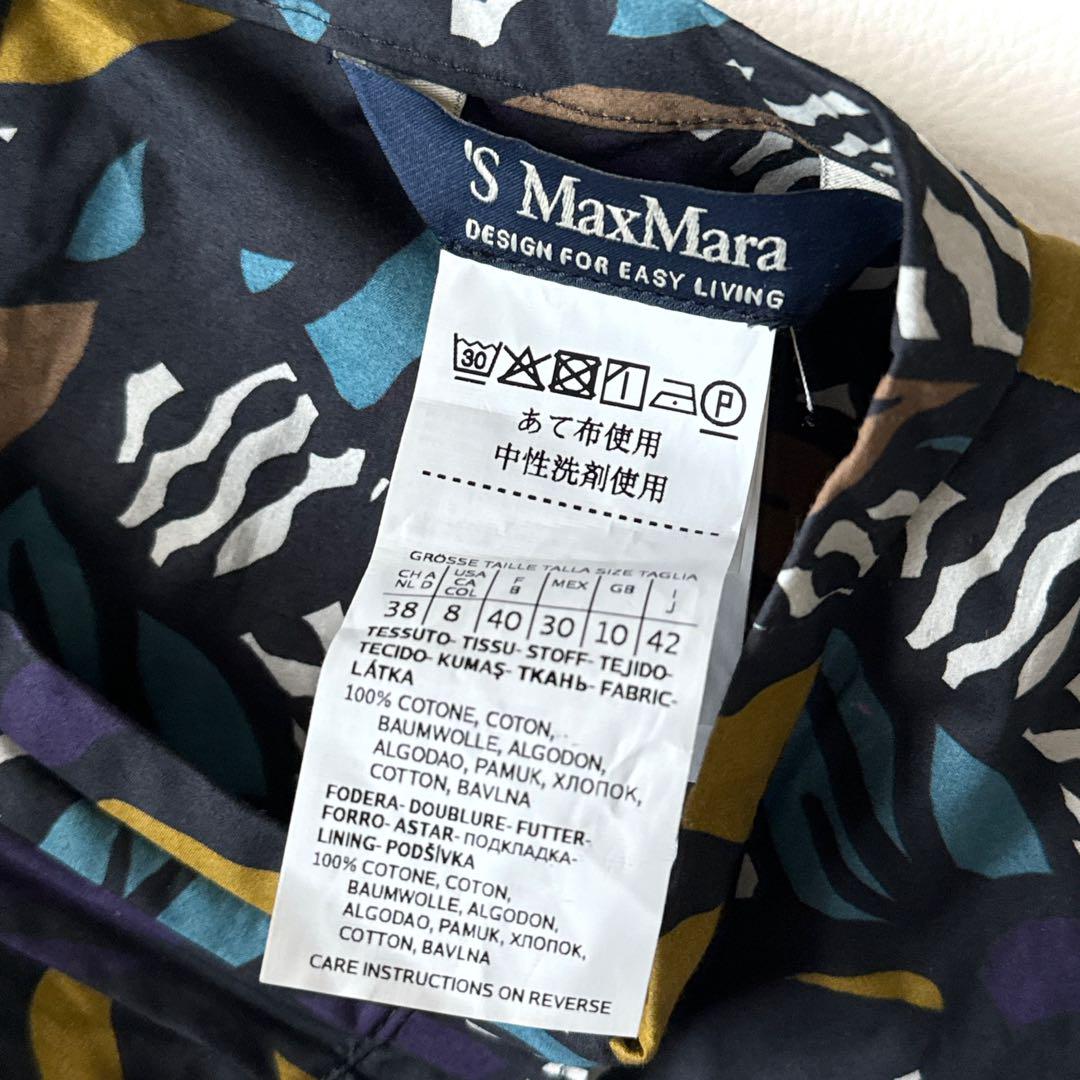 'S MaxMara
DESIGN FOR EASY LIVING
30 P
あて布使用
中性洗剤使用
GRÖSSE TAILLE TALLA SIZE TAGLIA
CH A USA F MEX GB I
NL D CA B J
COL
38 8 40 30 10 42
TESSUTO- TISSU- STOFF- TEJIDO-
TECIDO- KUMAŞ- ТКАНЬ- FABRIC-
LÁTKA
100% COTONE, COTON,
BAUMWOLLE, ALGODON,
ALGODAO, PAMUK, ХЛОПОК,
COTTON, BAVLNA
FODERA- DOUBLURE- FUTTER-
FORRO- ASTAR- ПОДКЛАДКА-
LINING- PODŠÍVKA
100% COTONE, COTON,
BAUMWOLLE, ALGODON,
ALGODAO, PAMUK, ХЛОПОК,
COTTON, BAVLNA
CARE INSTRUCTIONS ON REVERSE